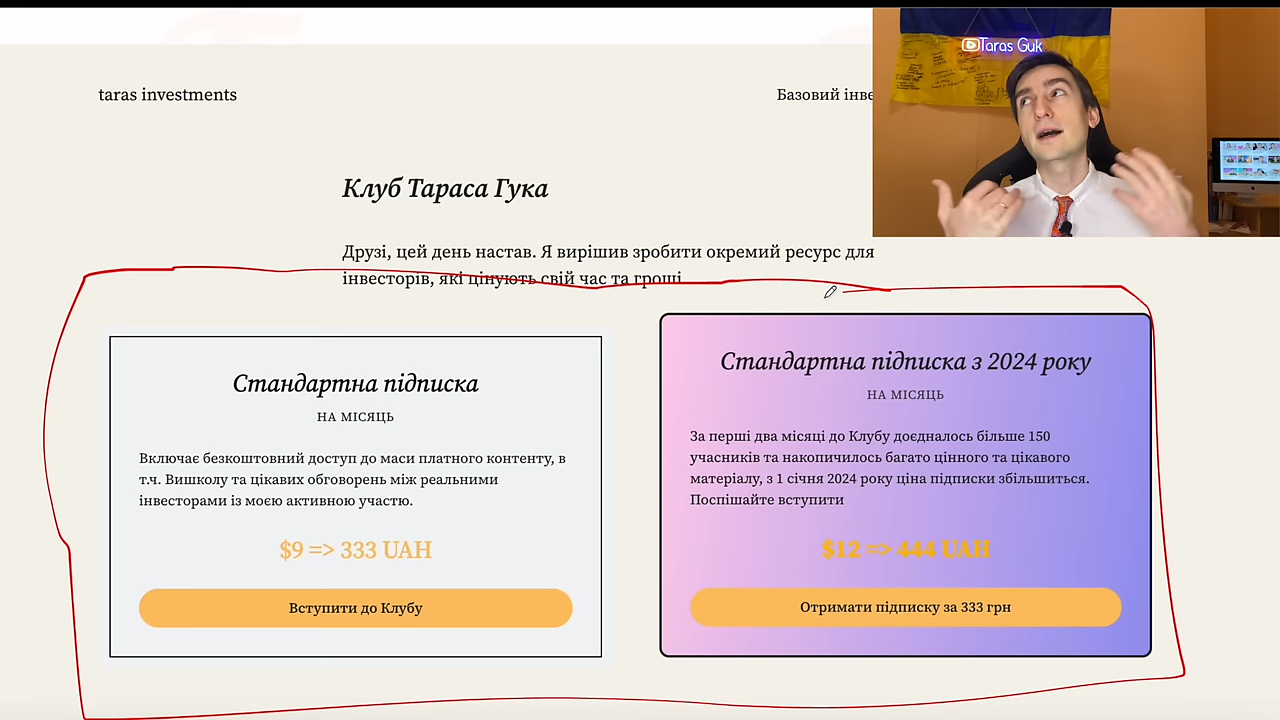 Taras Guk
taras investments
Базовий інве
Клуб Тараса Гука
Друзі, цей день настав. Я вирішив зробити окремий ресурс для
інвесторів, які цінують свій час та гроші
Стандартна підписка
НА МІСЯЦЬ
Включає безкоштовний доступ до маси платного контенту, в
т.ч. Вишколу та цікавих обговорень між реальними
інвесторами із моєю активною участю.
$9 => 333 UAH
Вступити до Клубу
Стандартна підписка з 2024 року
НА МІСЯЦЬ
За перші два місяці до Клубу доєдналось більше 150
учасників та накопичилось багато цінного та цікавого
матеріалу, з 1 січня 2024 року ціна підписки збільшиться.
Поспішайте вступити
$12 => 444 UAH
Отримати підписку за 333 грн